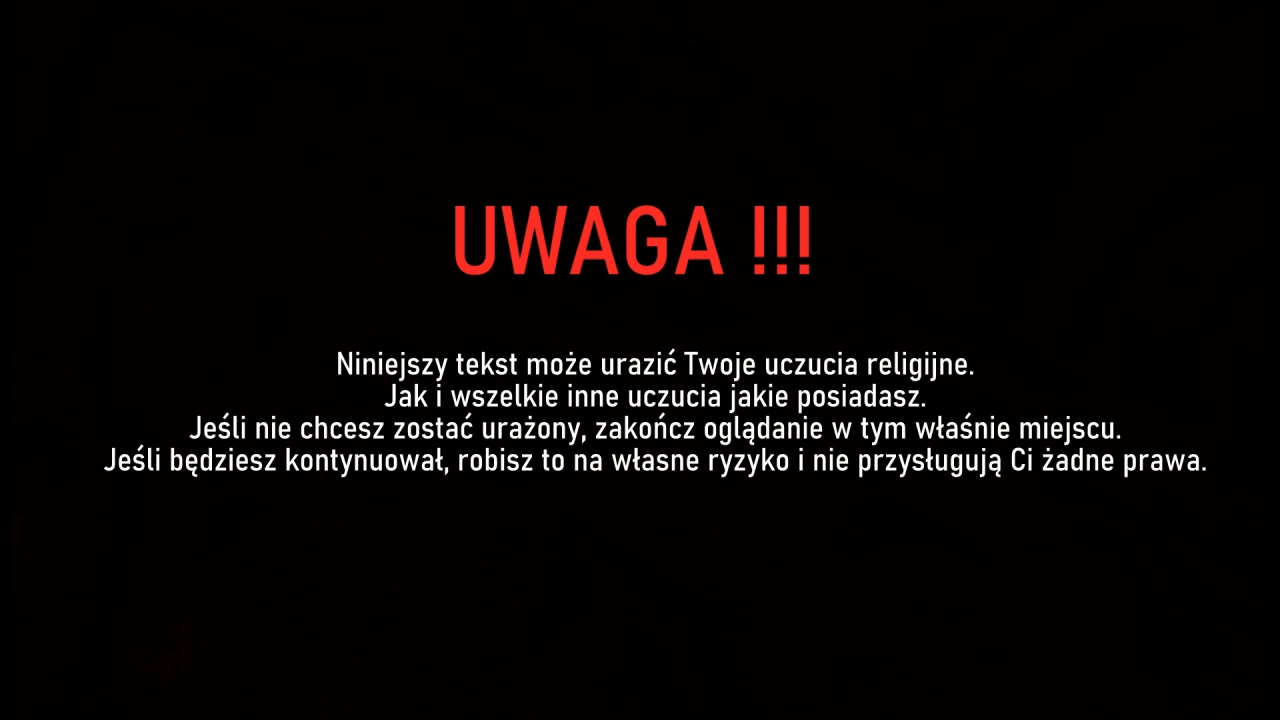 UWAGA !!!
Niniejszy tekst może urazić Twoje uczucia religijne.
Jak i wszelkie inne uczucia jakie posiadasz.
Jeśli nie chcesz zostać urażony, zakończ oglądanie w tym właśnie miejscu.
Jeśli będziesz kontynuował, robisz to na własne ryzyko i nie przysługują Ci żadne prawa.